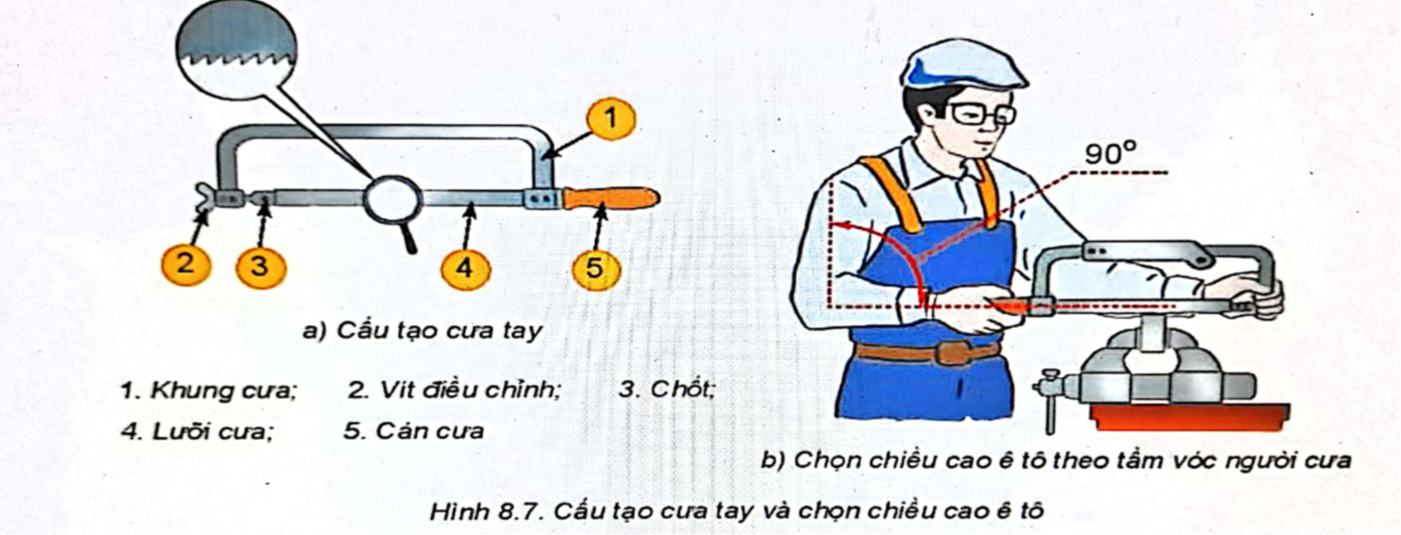 1
90°
2
3
4
5
a) Cấu tạo cưa tay
1. Khung cưa; 2. Vít điều chỉnh; 3. Chốt;
4. Lưỡi cưa; 5. Cán cưa
b) Chọn chiều cao ê tô theo tầm vóc người cưa
Hình 8.7. Cấu tạo cưa tay và chọn chiều cao ê tô